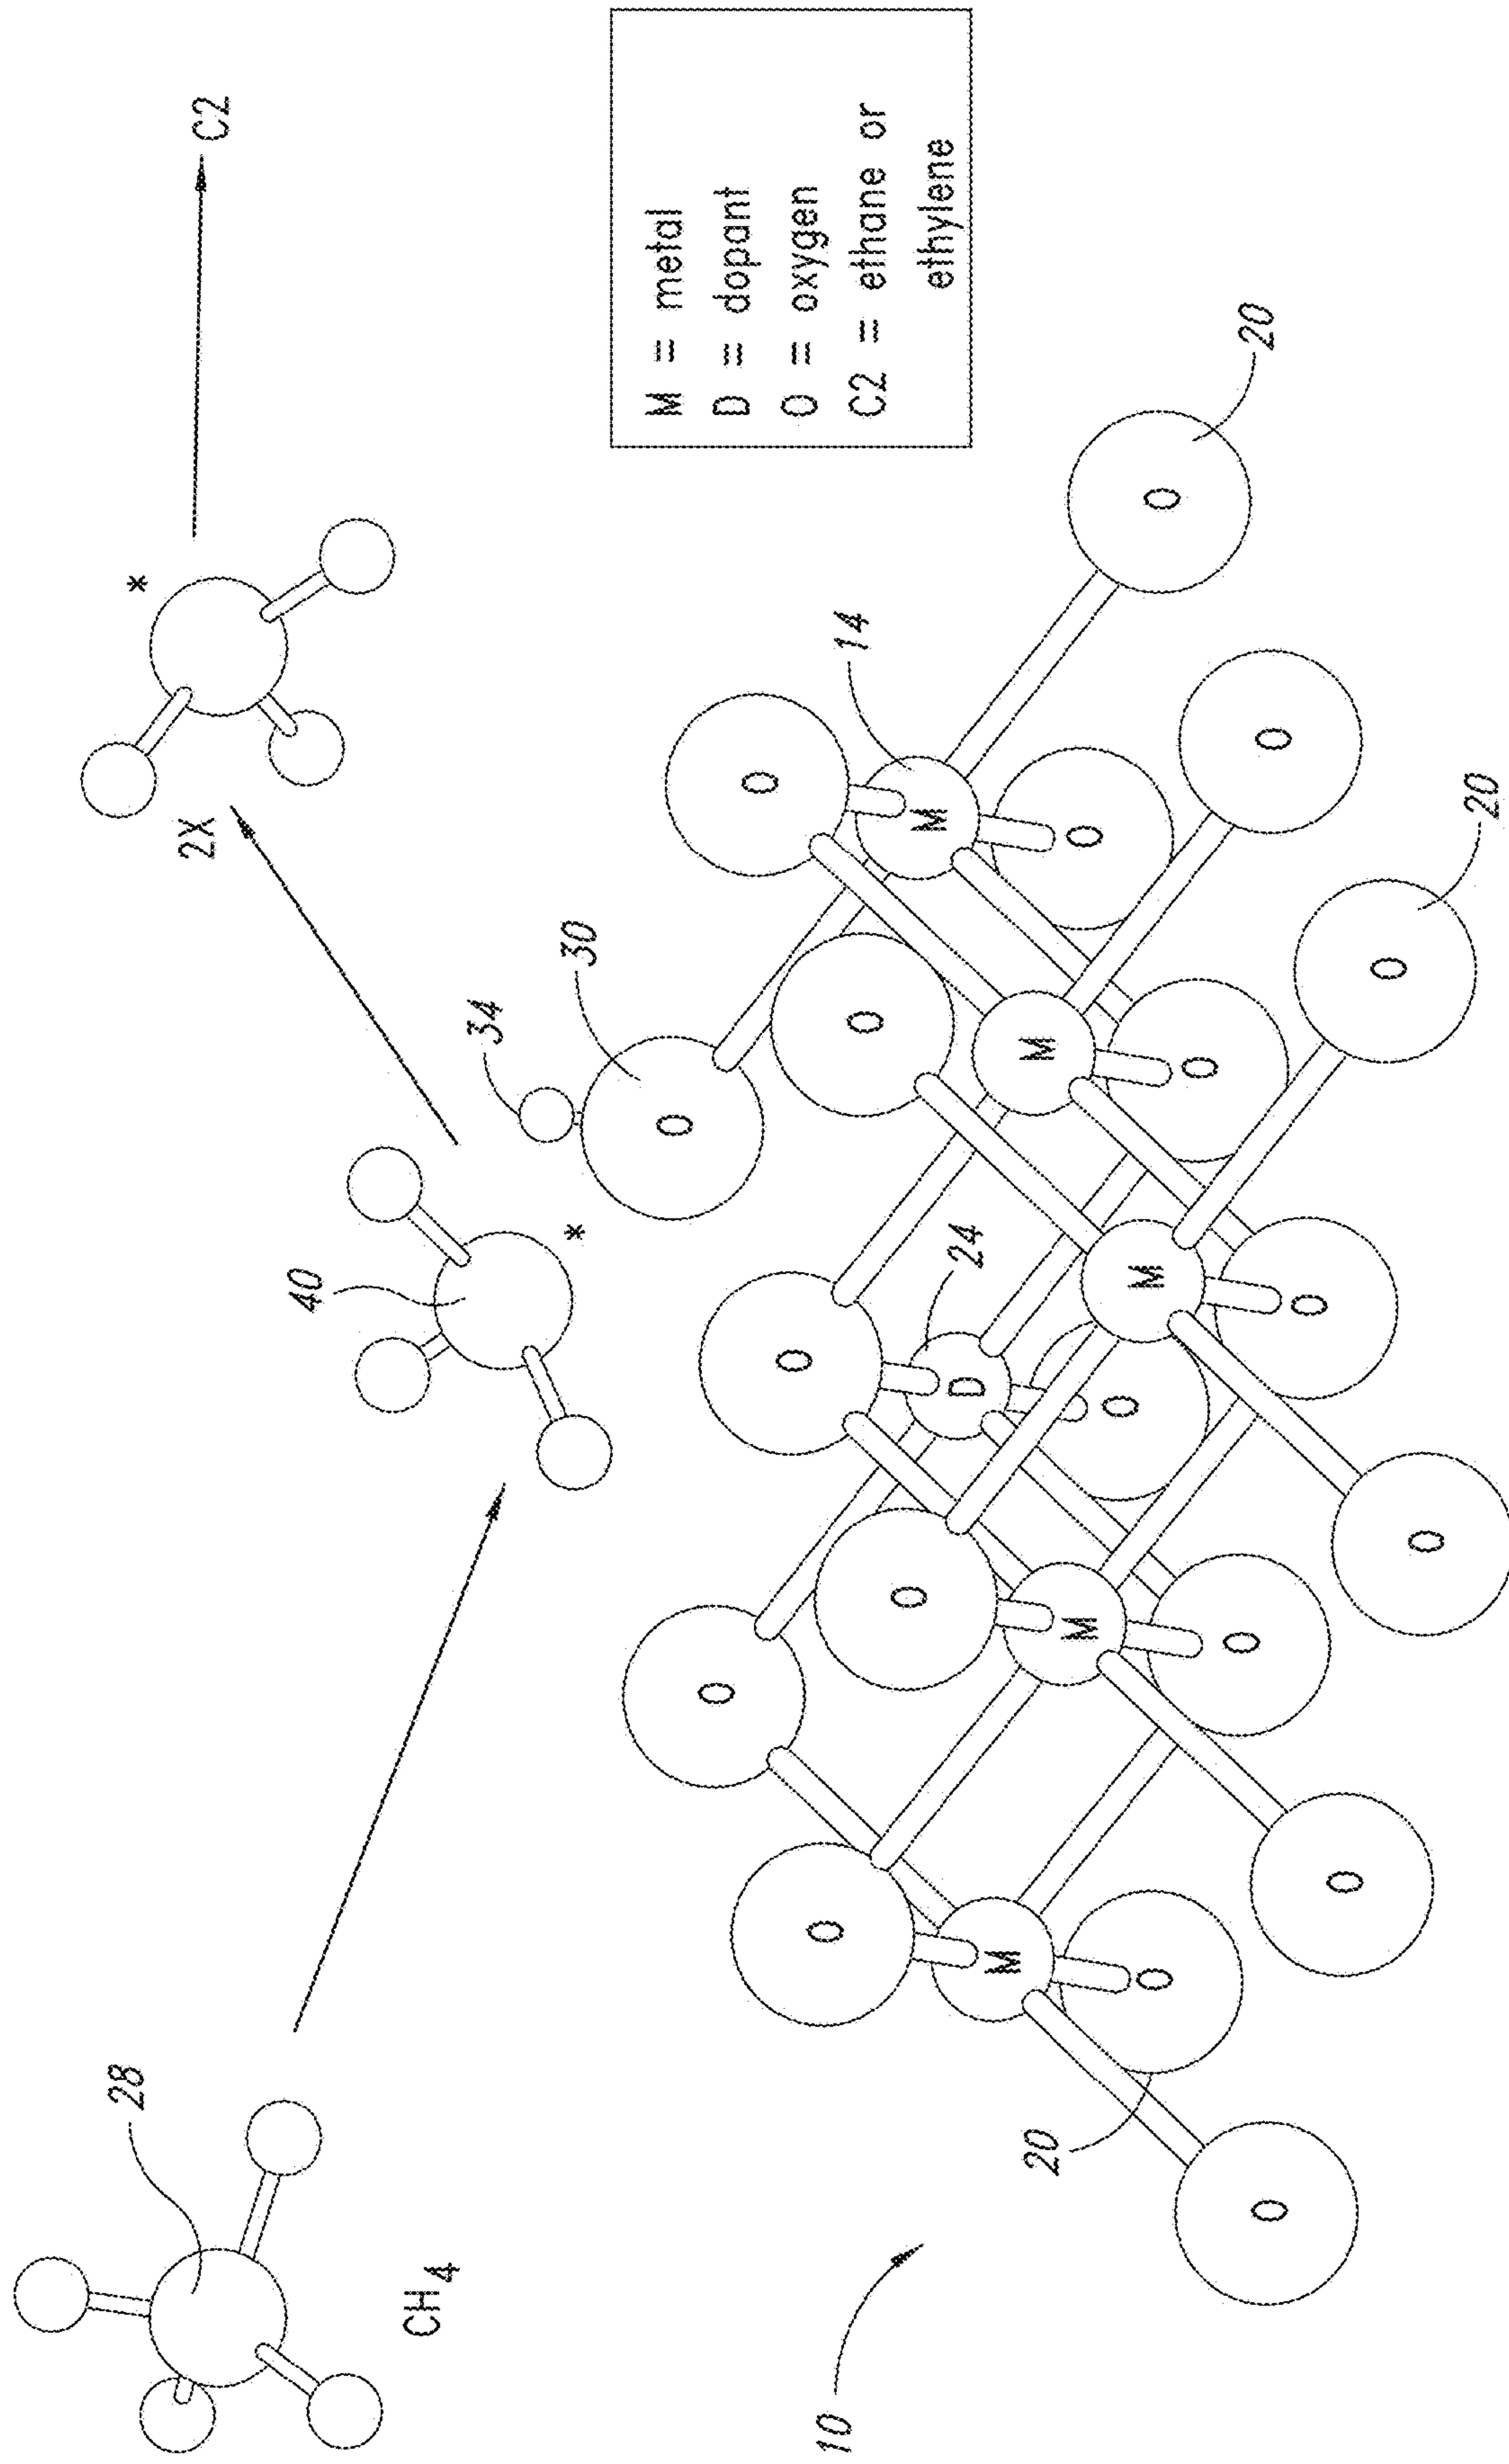 28
*
2X
C2
40
CH4
34
*
30
M = metal
D = dopant
O = oxygen
C2 = ethane or
ethylene
O
O
O
O
O
10
14
O
O
M
D
24
M
M
20
M
O
O
M
O
O
O
O
20
O
O
O
O
O
O
20